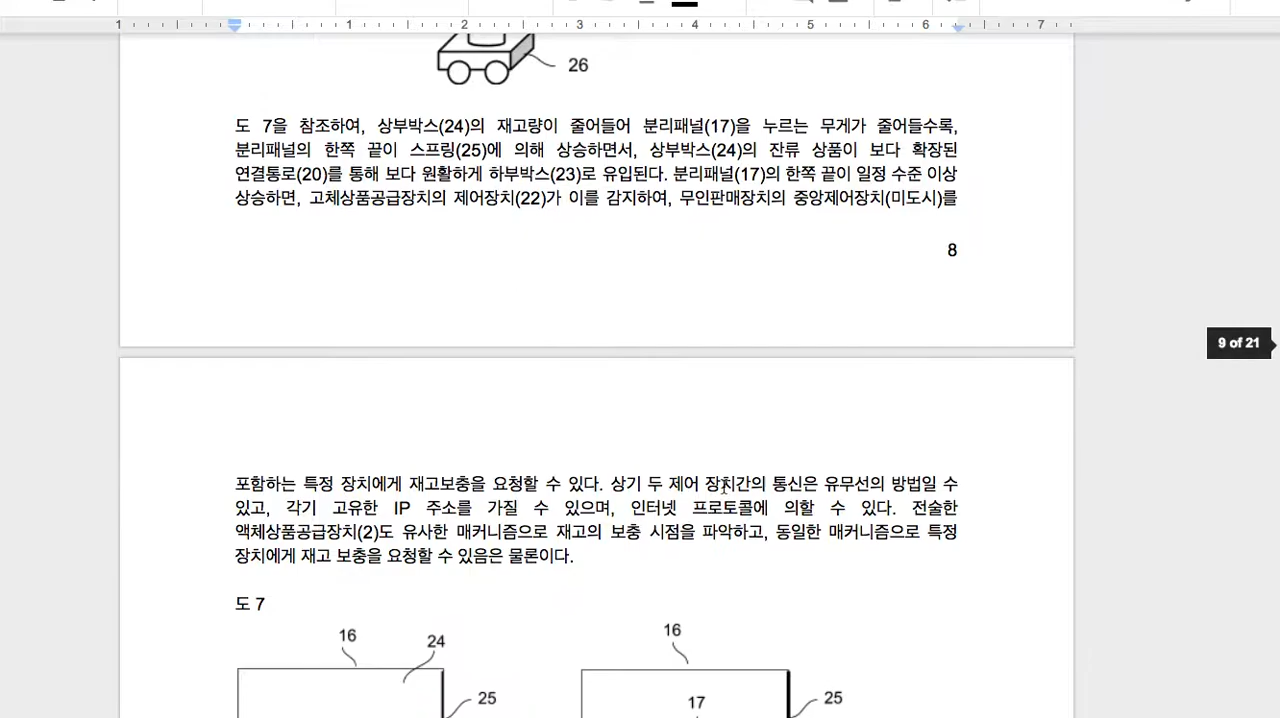 1 1 2 3 4 5 6 7
26
도 7을 참조하여, 상부박스(24)의 재고량이 줄어들어 분리패널(17)을 누르는 무게가 줄어들수록,
분리패널의 한쪽 끝이 스프링(25)에 의해 상승하면서, 상부박스(24)의 잔류 상품이 보다 확장된
연결통로(20)를 통해 보다 원활하게 하부박스(23)로 유입된다. 분리패널(17)의 한쪽 끝이 일정 수준 이상
상승하면, 고체상품공급장치의 제어장치(22)가 이를 감지하여, 무인판매장치의 중앙제어장치(미도시)를
8
9 of 21
포함하는 특정 장치에게 재고보충을 요청할 수 있다. 상기 두 제어 장치간의 통신은 유무선의 방법일 수
있고, 각기 고유한 IP 주소를 가질 수 있으며, 인터넷 프로토콜에 의할 수 있다. 전술한
액체상품공급장치(2)도 유사한 매커니즘으로 재고의 보충 시점을 파악하고, 동일한 매커니즘으로 특정
장치에게 재고 보충을 요청할 수 있음은 물론이다.
도 7
16 24 16
25 17 25